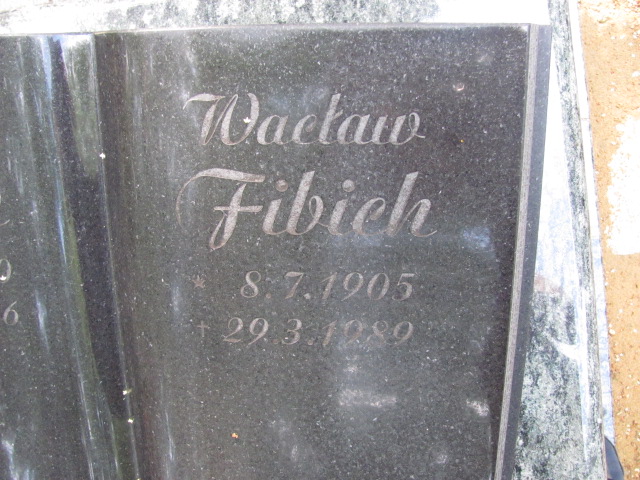 Wacław
Fibich
* 8.7.1905
+ 29.3.1989